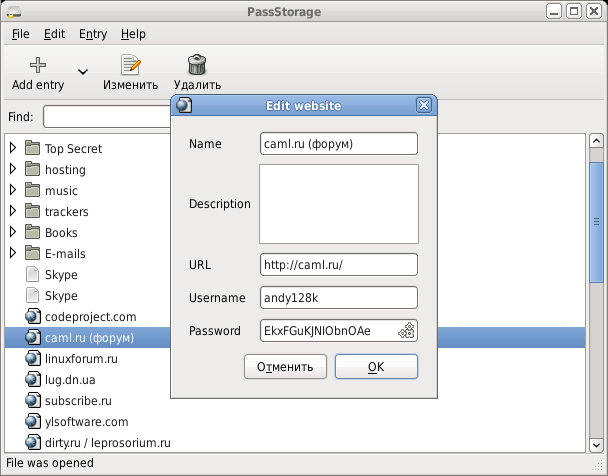 PassStorage
File Edit Entry Help
Add entry Изменить Удалить
Find:
Top Secret
hosting
music
trackers
Books
E-mails
Skype
Skype
codeproject.com
caml.ru (форум)
linuxforum.ru
lug.dn.ua
subscribe.ru
ylsoftware.com
dirty.ru / leprosorium.ru
File was opened
Edit website
Name caml.ru (форум)
Description
URL http://caml.ru/
Username andy128k
Password EkxFGuKJNIObnOAe
Отменить OK